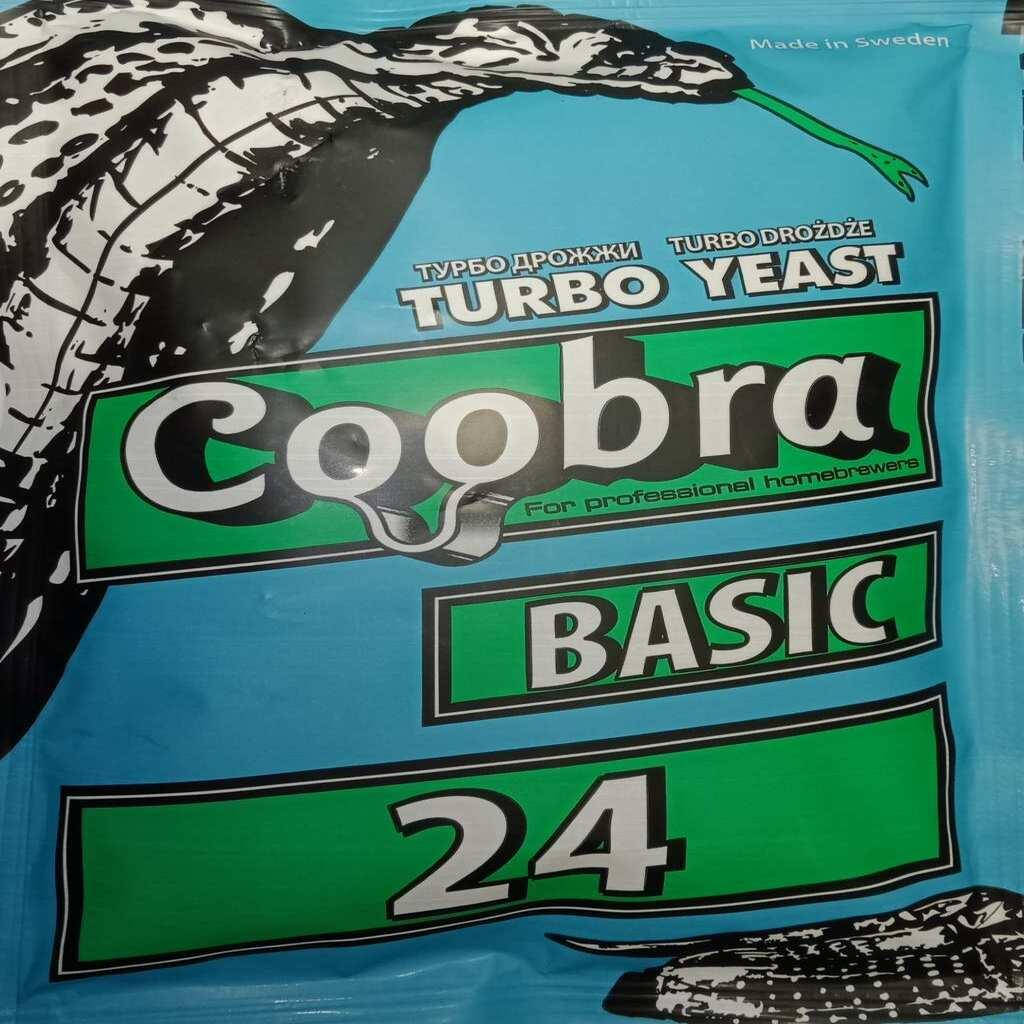 Made in Sweden
ТУРБО ДРОЖЖИ TURBO DROŻDŻE
TURBO YEAST
Coobra
For professional homebrewers
BASIC
24